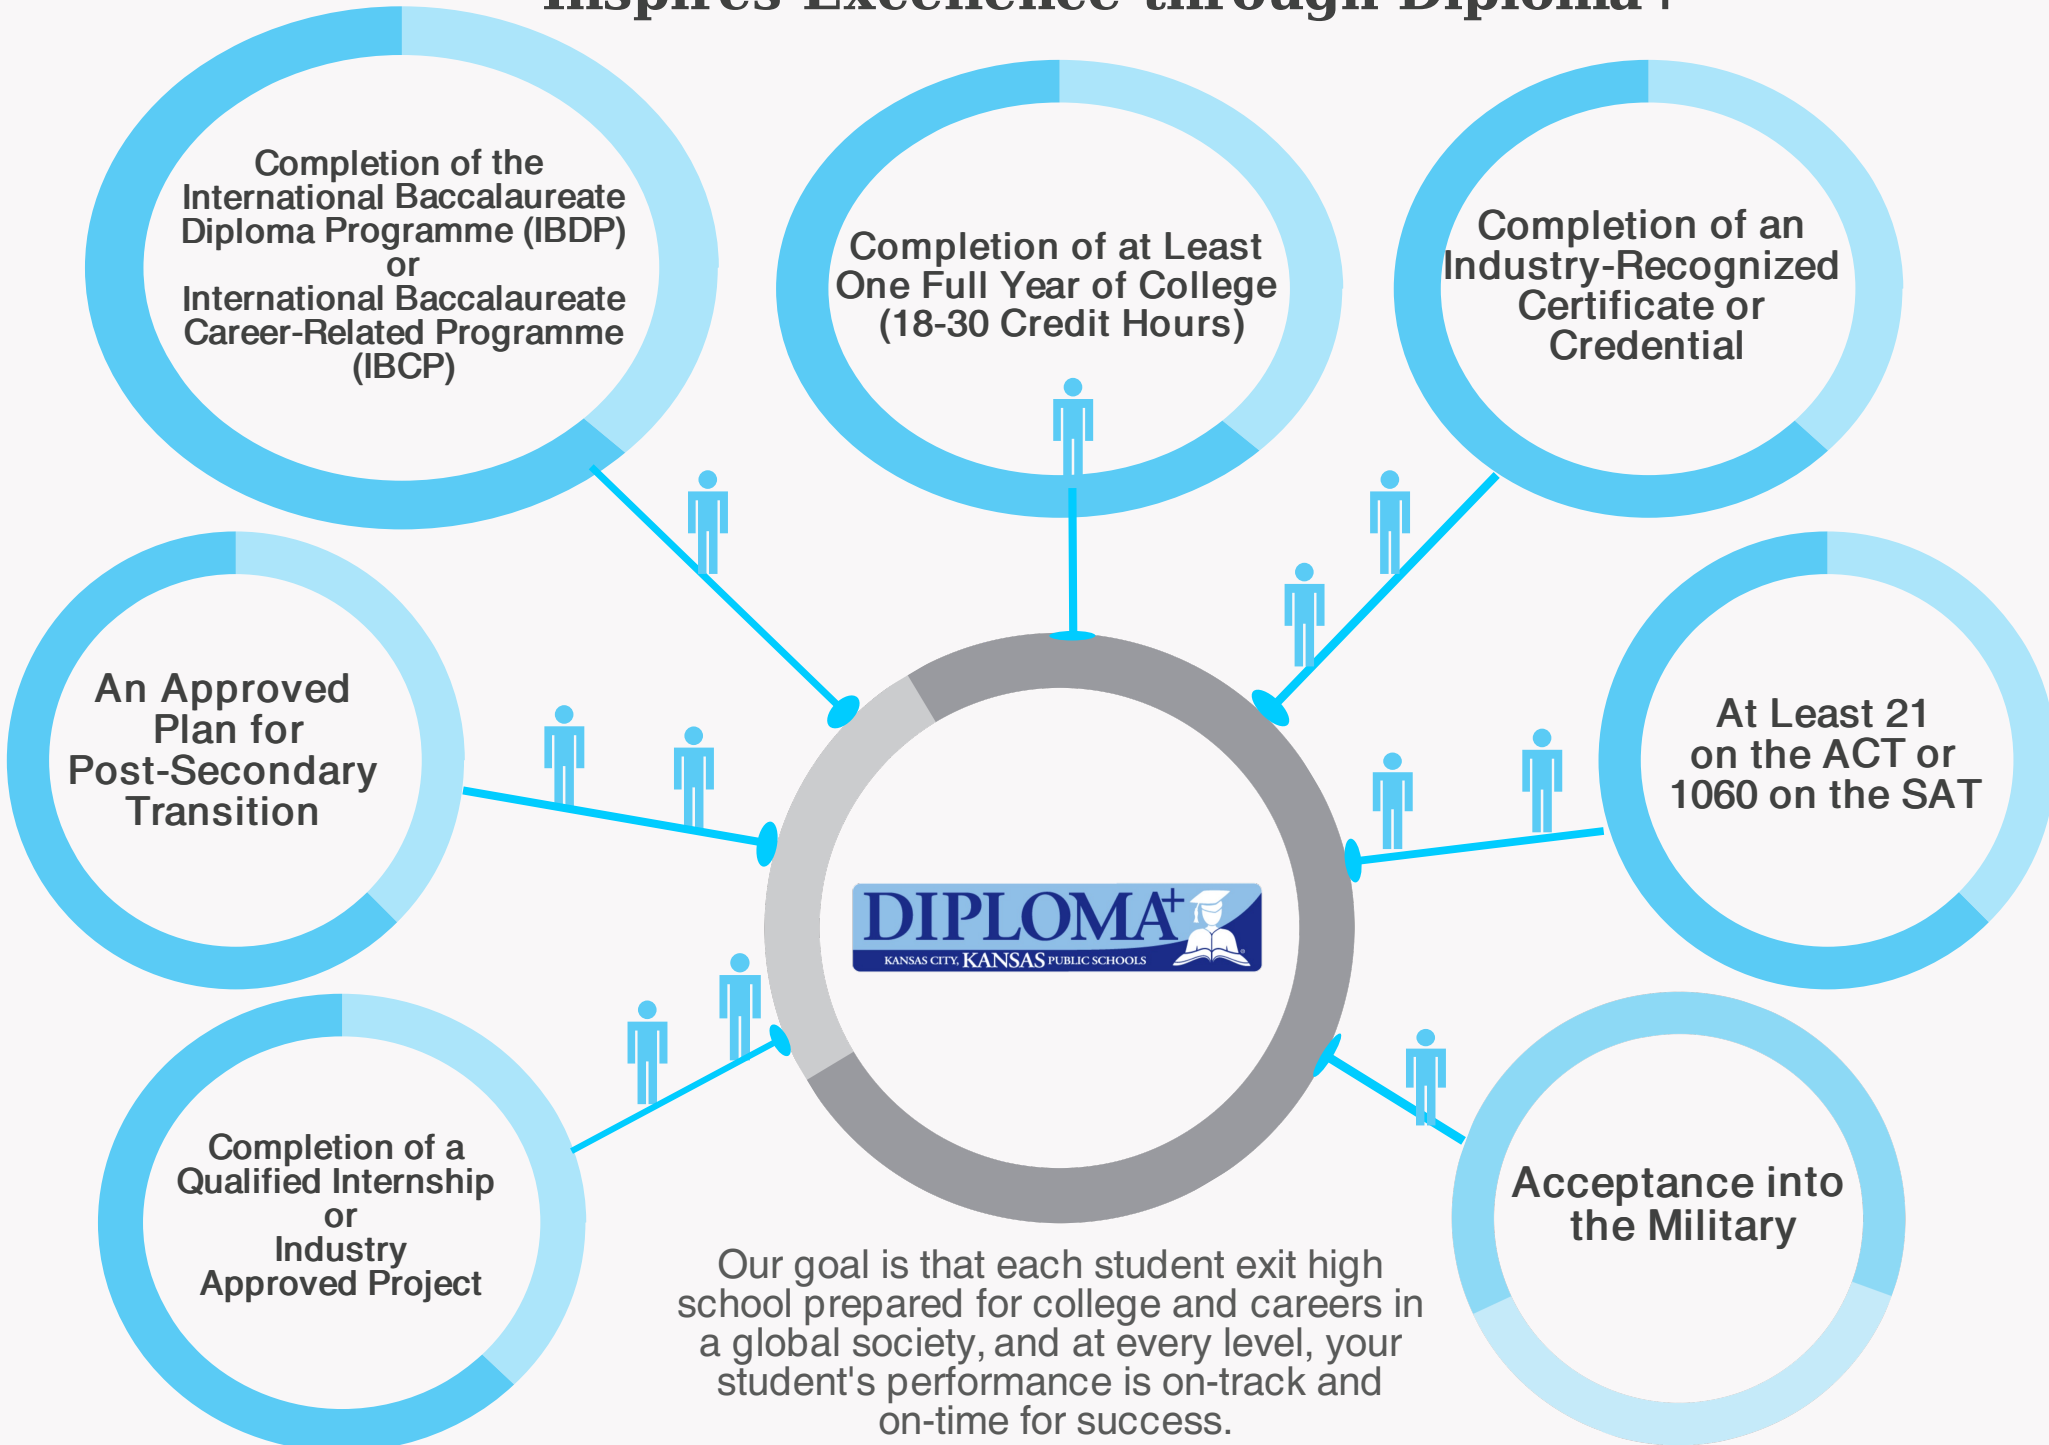 Inspires Excellence through Diploma+
Completion of the
International Baccalaureate
Diploma Programme (IBDP)
or
International Baccalaureate
Career-Related Programme
(IBCP)
Completion of at Least
One Full Year of College
(18-30 Credit Hours)
Completion of an
Industry-Recognized
Certificate or
Credential
An Approved
Plan for
Post-Secondary
Transition
At Least 21
on the ACT or
1060 on the SAT
DIPLOMA+
KANSAS CITY, KANSAS PUBLIC SCHOOLS
Completion of a
Qualified Internship
or
Industry
Approved Project
Acceptance into
the Military
Our goal is that each student exit high
school prepared for college and careers in
a global society, and at every level, your
student's performance is on-track and
on-time for success.